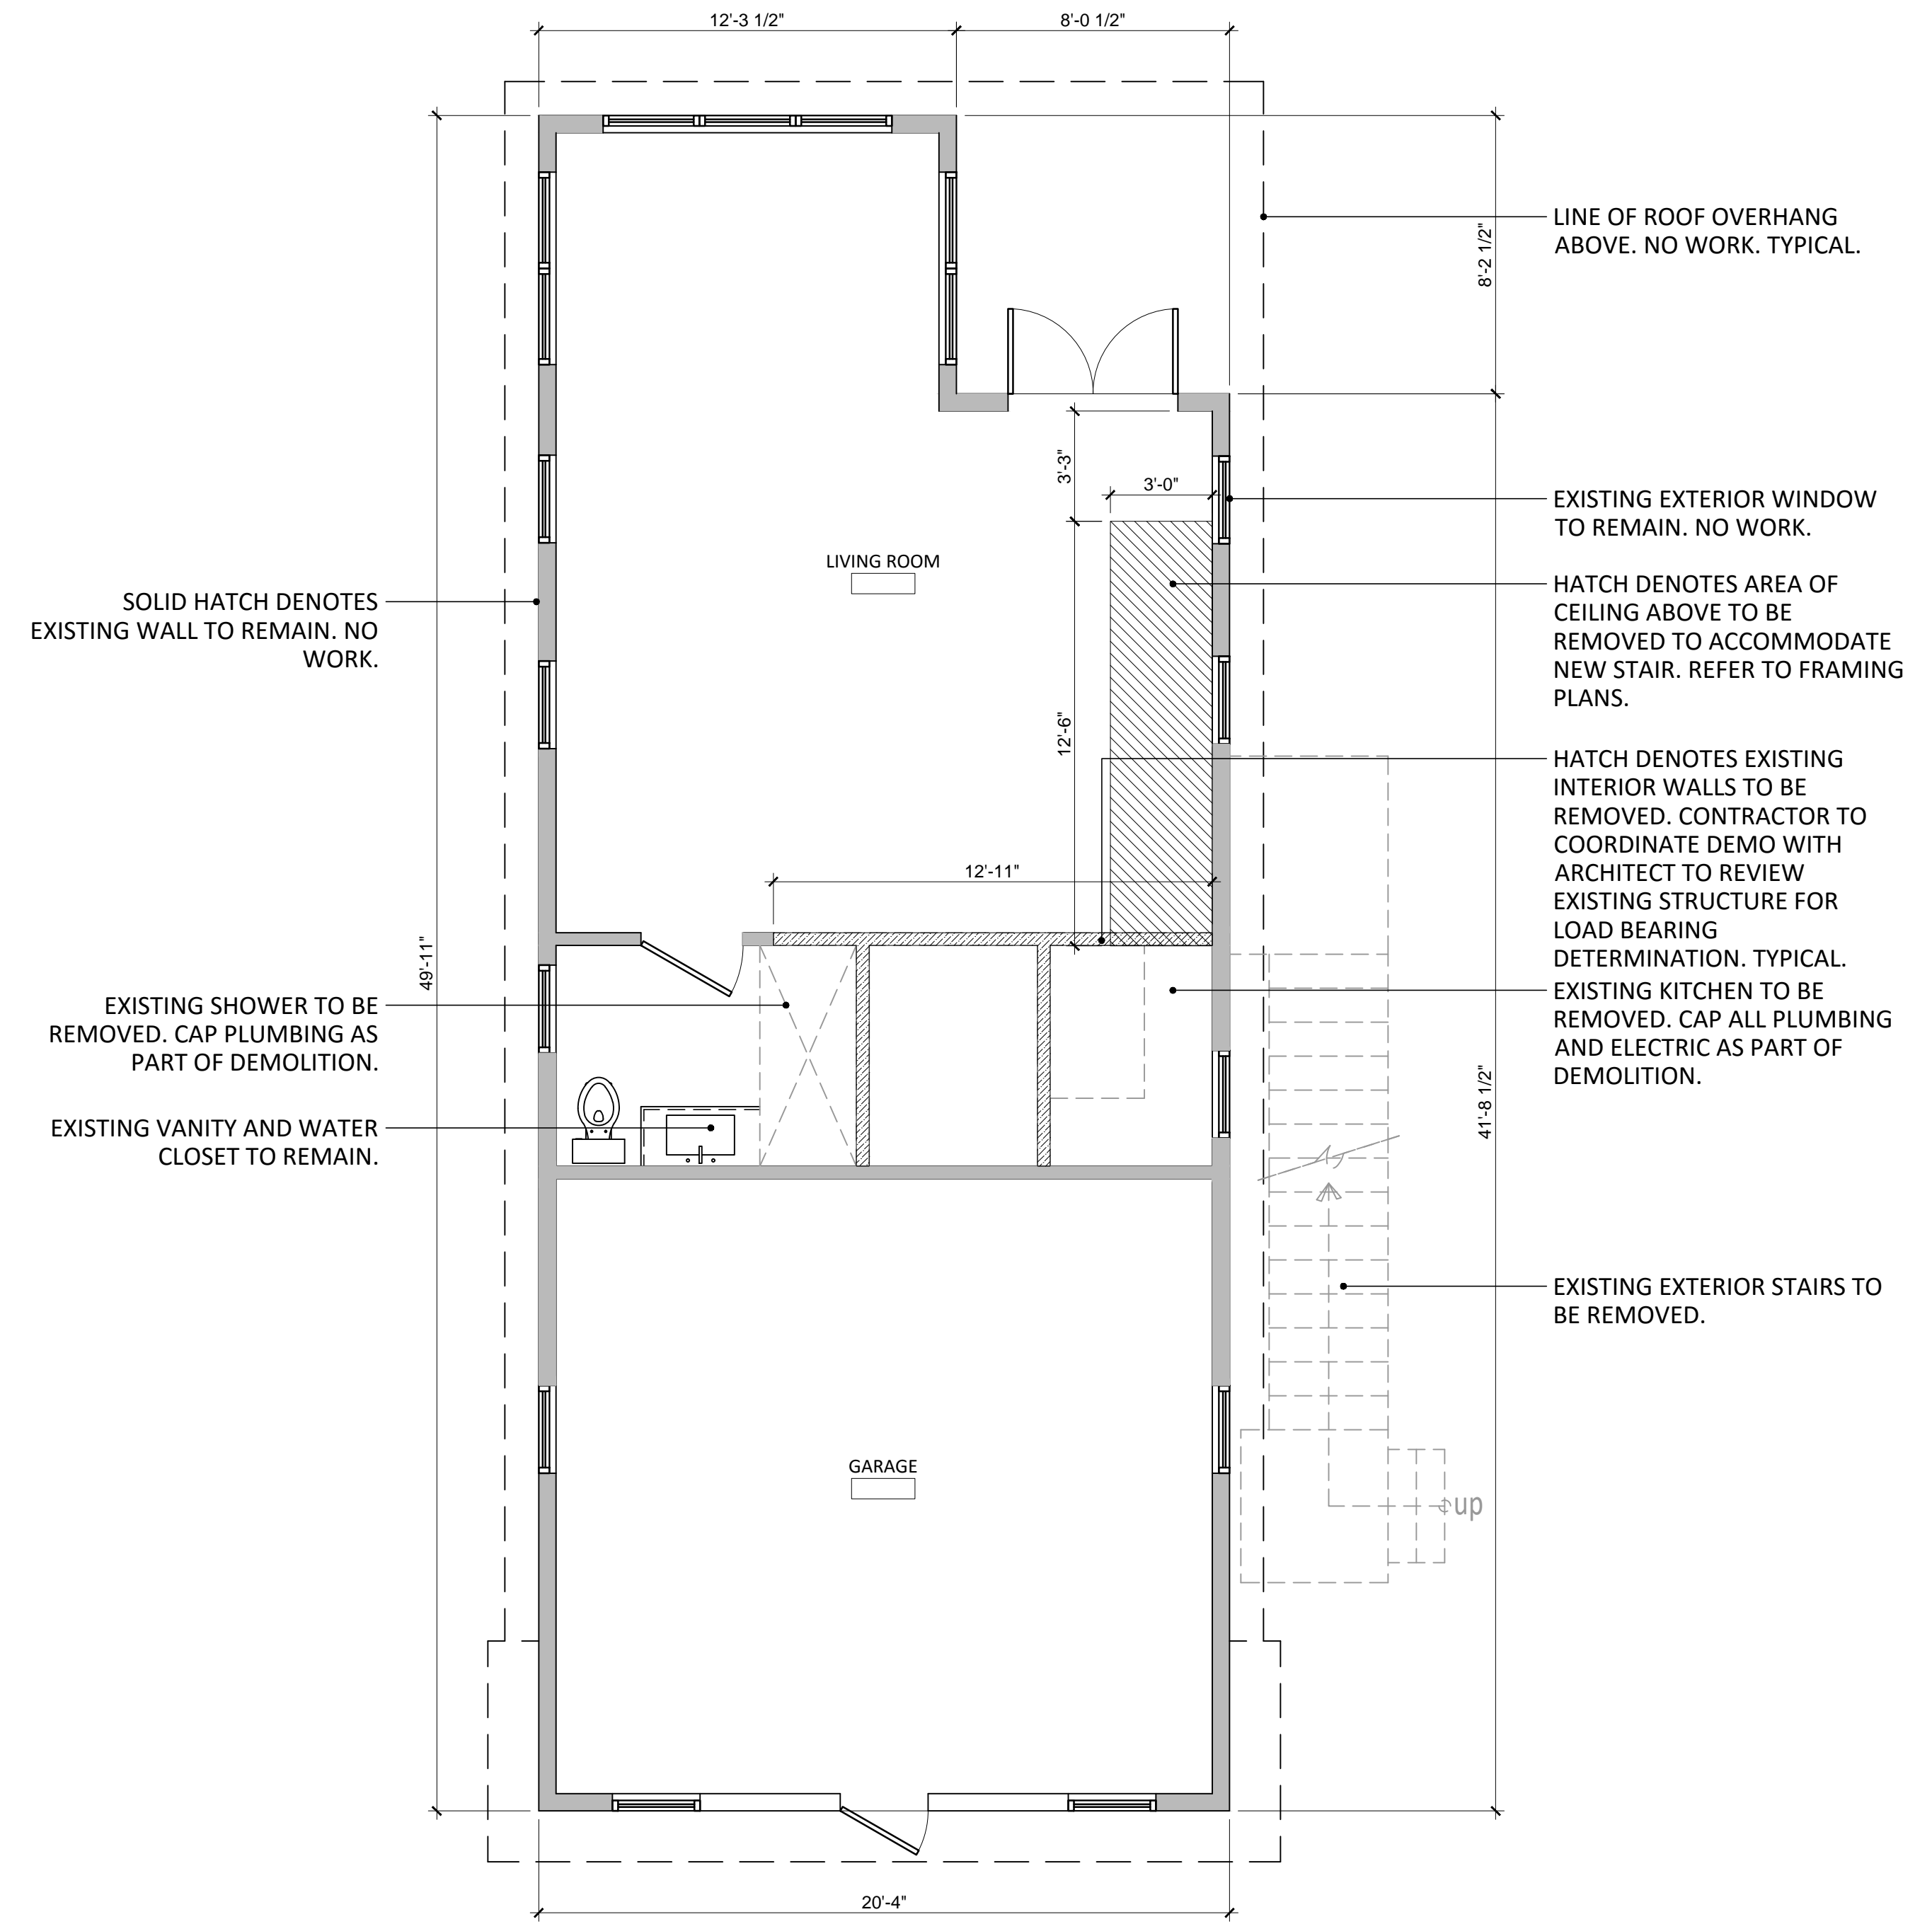 12'-3 1/2"
8'-0 1/2"
LINE OF ROOF OVERHANG
ABOVE. NO WORK. TYPICAL.
8'-2 1/2"
3'-3"
3'-0"
EXISTING EXTERIOR WINDOW
TO REMAIN. NO WORK.
LIVING ROOM
HATCH DENOTES AREA OF
CEILING ABOVE TO BE
REMOVED TO ACCOMMODATE
NEW STAIR. REFER TO FRAMING
PLANS.
SOLID HATCH DENOTES
EXISTING WALL TO REMAIN. NO
WORK.
12'-6"
HATCH DENOTES EXISTING
INTERIOR WALLS TO BE
REMOVED. CONTRACTOR TO
COORDINATE DEMO WITH
ARCHITECT TO REVIEW
EXISTING STRUCTURE FOR
LOAD BEARING
DETERMINATION. TYPICAL.
12'-11"
49'-11"
EXISTING SHOWER TO BE
REMOVED. CAP PLUMBING AS
PART OF DEMOLITION.
EXISTING KITCHEN TO BE
REMOVED. CAP ALL PLUMBING
AND ELECTRIC AS PART OF
DEMOLITION.
41'-8 1/2"
EXISTING VANITY AND WATER
CLOSET TO REMAIN.
EXISTING EXTERIOR STAIRS TO
BE REMOVED.
GARAGE
up
20'-4"